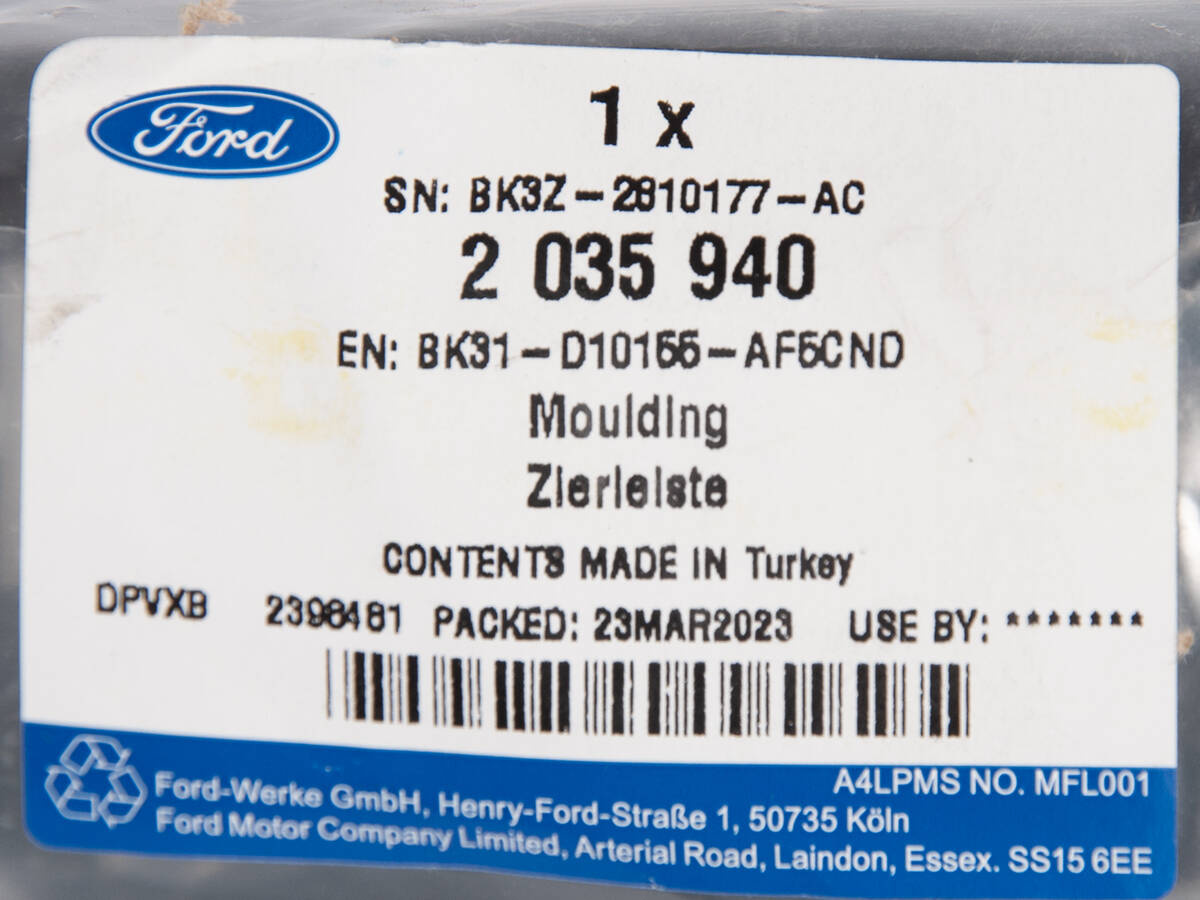 Ford
1 x
SN: BK3Z-2810177-AC
2 035 940
EN: BK31-D10155-AF5CND
Moulding
Zierleiste
CONTENTS MADE IN Turkey
DPVXB 2398481 PACKED: 23MAR2023 USE BY: *******
A4LPMS NO. MFL001
Ford-Werke GmbH, Henry-Ford-Straße 1, 50735 Köln
Ford Motor Company Limited, Arterial Road, Laindon, Essex. SS15 6EE